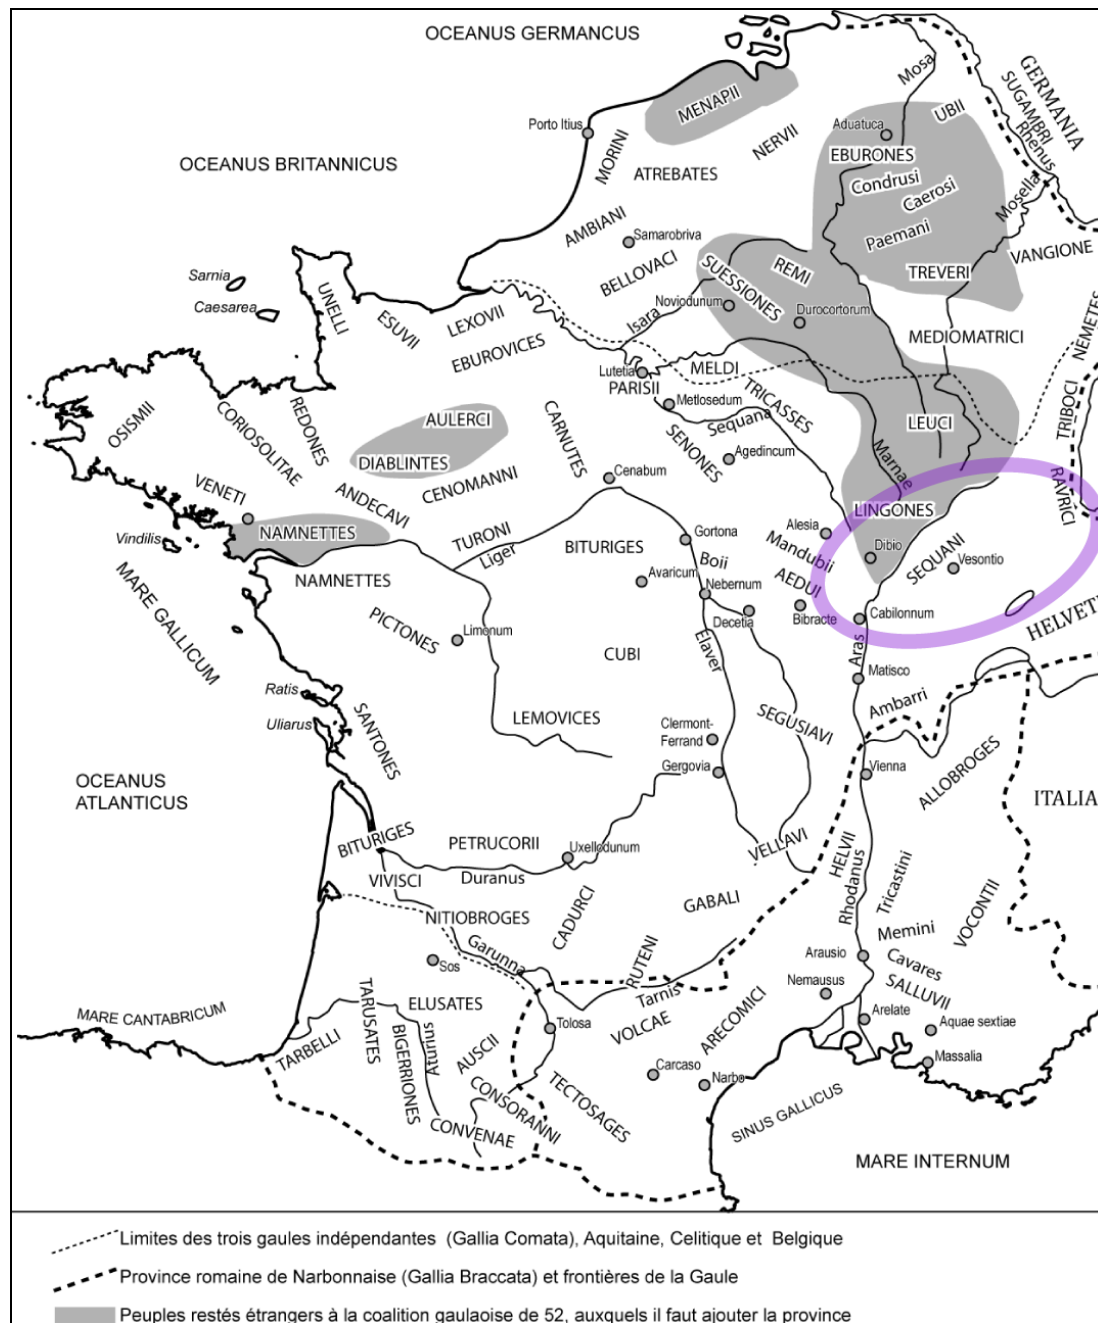 OCEANUS GERMANCUS
Mosa
GERMANIA
SUGAMBRI
Rhenus
MENAPII
UBII
Porto Itius
Aduatuca
NERVII
MORINI
EBURONES
OCEANUS BRITANNICUS
ATREBATES
Condrusi
Caerosi
Mosella
AMBIANI
Samarobriva
Paemani
VANGIONE
BELLOVACI
SUESSIONES
REMI
TREVERI
Sarnia
Caesarea
UNELLI
Noviodunum
Durocortorum
NEMETES
ESUVII
LEXOVII
Isara
MEDIOMATRICI
EBUROVICES
Lutetia
MELDI
PARISII
Metlosedum
TRICASSES
TRIBOCI
OSISMII
CORIOSOLITAE
REDONES
AULERCI
CARNUTES
Sequana
LEUCI
DIABLINTES
SENONES
Agedincum
Marnae
CENOMANNI
Cenabum
RAVRICI
VENETI
ANDECAVI
LINGONES
NAMNETTES
TURONI
Gortona
Alesia
Vindilis
Liger
BITURIGES
Boii
Mandubii
Dibio
SEQUANI
Vesontio
NAMNETTES
Avaricum
Nebernum
AEDUI
MARE GALLICUM
PICTONES
Decetia
Bibracte
Cabilonnum
HELVETI
Limonum
CUBI
Elaver
Aras
Matisco
Ratis
Ambarri
Uliarus
SANTONES
LEMOVICES
SEGUSIAVI
Clermont-
Ferrand
Gergovia
Vienna
ALLOBROGES
OCEANUS
ATLANTICUS
ITALIA
BITURIGES
PETRUCORII
Uxellodunum
VELLAVI
HELVII
VIVISCI
Duranus
Rhodanus
Tricastini
NITIOBROGES
CADURCI
GABALI
VOCONTII
Memini
Garunna
RUTENI
Arausio
Cavares
Sos
Tarnis
Nemausus
SALLUVII
MARE CANTABRICUM
TARUSATES
ELUSATES
Tolosa
VOLCAE
ARECOMICI
Arelate
Aquae sextiae
TARBELLI
BIGERRIONES
Aturus
AUSCII
Carcaso
Narbo
Massalia
CONSORANNI
TECTOSAGES
CONVENAE
SINUS GALLICUS
MARE INTERNUM
Limites des trois gaules indépendantes (Gallia Comata), Aquitaine, Celitique et Belgique
Province romaine de Narbonnaise (Gallia Braccata) et frontières de la Gaule
Peuples restés étrangers à la coalition gaulaoise de 52, auxquels il faut ajouter la province